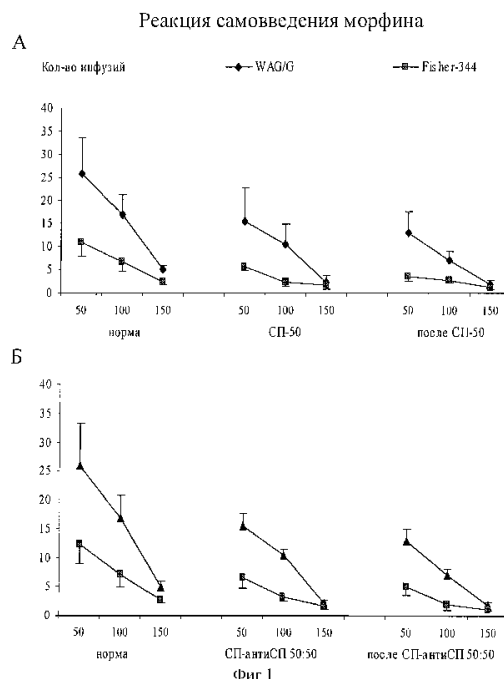 Реакция самовведения морфина
А
Кол-во инфузий WAG/G Fisher-344
40
35
30
25
20
15
10
5
0
50 100 150 50 100 150 50 100 150
норма СП-50 после СП-50
Б
40
35
30
25
20
15
10
5
0
50 100 150 50 100 150 50 100 150
норма СП-антиСП 50:50 после СП-антиСП 50:50
Фиг 1